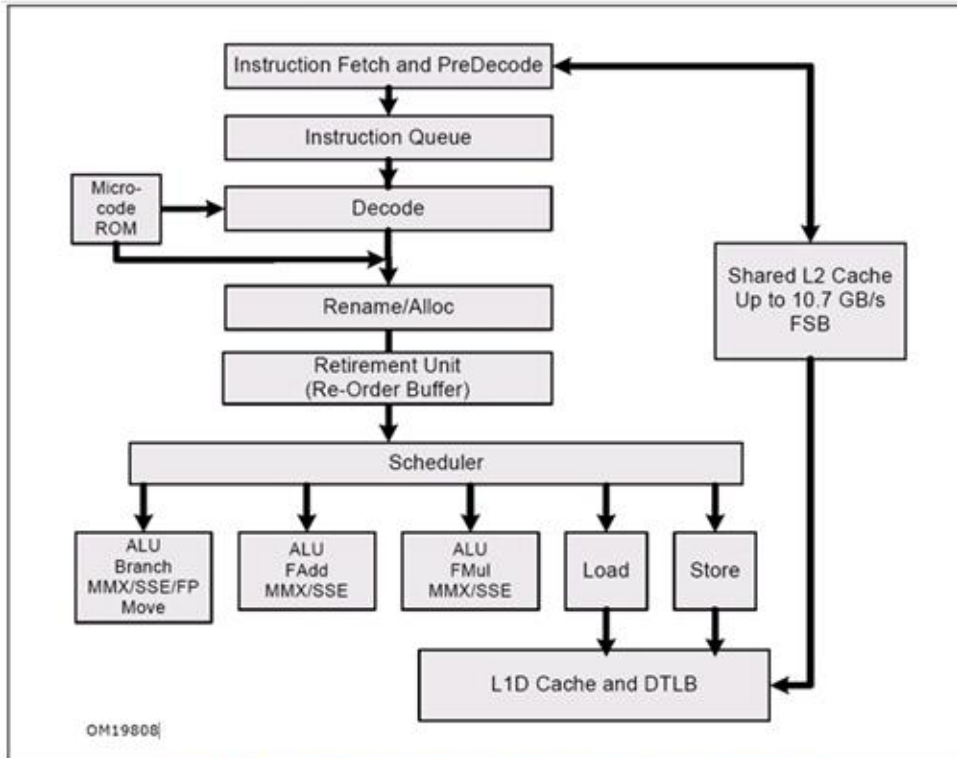 Instruction Fetch and PreDecode
Instruction Queue
Micro-
code
ROM
Decode
Shared L2 Cache
Up to 10.7 GB/s
FSB
Rename/Alloc
Retirement Unit
(Re-Order Buffer)
Scheduler
ALU
Branch
MMX/SSE/FP
Move
ALU
FAdd
MMX/SSE
ALU
FMul
MMX/SSE
Load
Store
L1D Cache and DTLB
OM19808